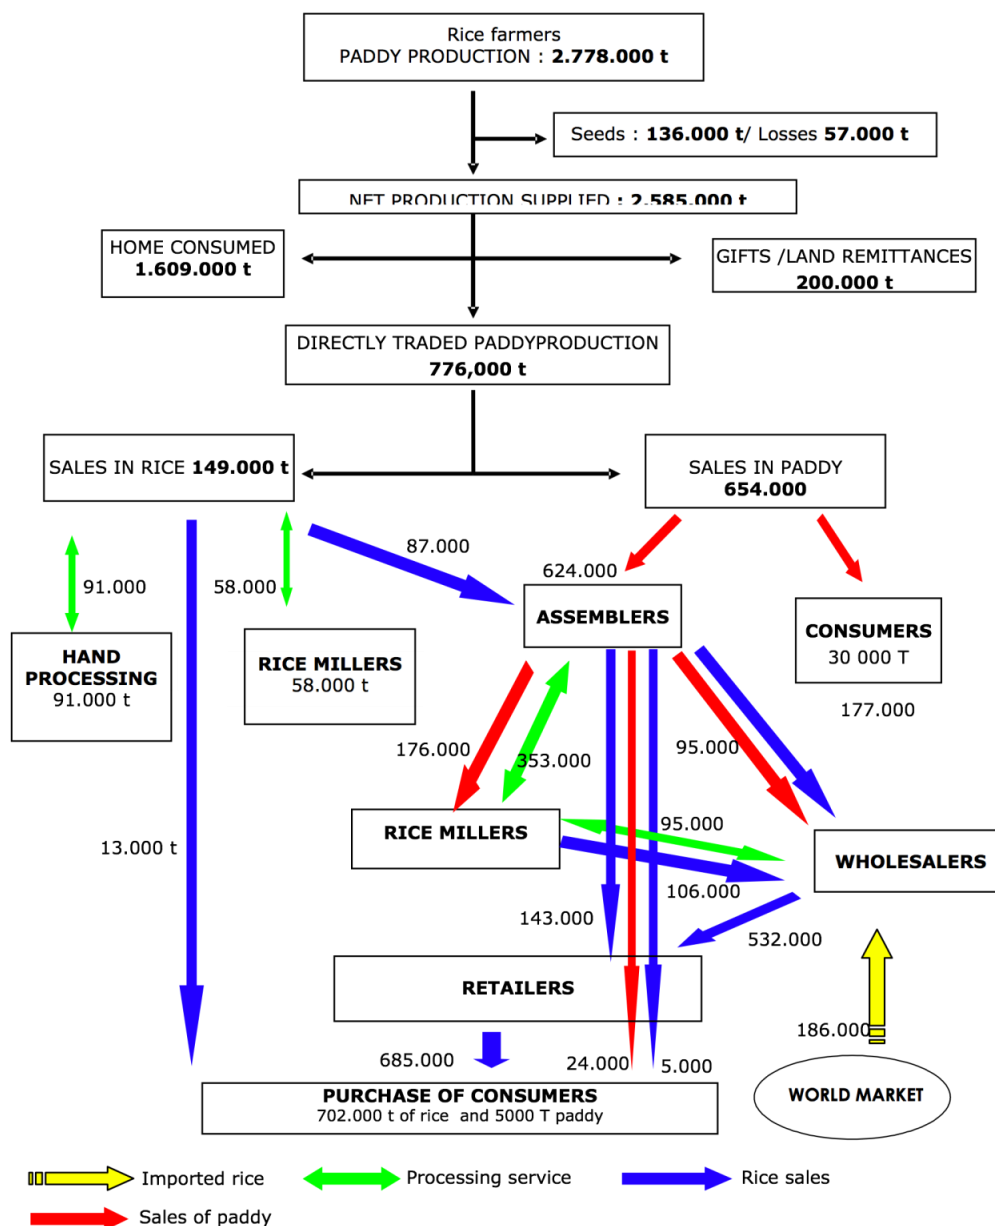 Rice farmers
PADDY PRODUCTION : 2.778.000 t
Seeds : 136.000 t/ Losses 57.000 t
NET PRODUCTION SUPPLIED : 2.585.000 t
HOME CONSUMED
1.609.000 t
GIFTS /LAND REMITTANCES
200.000 t
DIRECTLY TRADED PADDYPRODUCTION
776,000 t
SALES IN RICE 149.000 t
SALES IN PADDY
654.000
87.000
91.000
58.000
624.000
ASSEMBLERS
CONSUMERS
30 000 T
HAND
PROCESSING
91.000 t
RICE MILLERS
58.000 t
177.000
176.000
353.000
95.000
RICE MILLERS
95.000
13.000 t
WHOLESALERS
106.000
143.000
532.000
RETAILERS
186.000
685.000
24.000
5.000
PURCHASE OF CONSUMERS
702.000 t of rice and 5000 T paddy
WORLD MARKET
Imported rice
Processing service
Rice sales
Sales of paddy